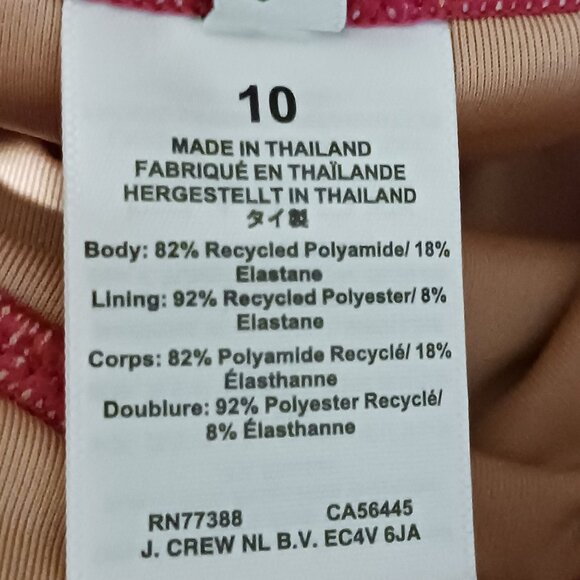 10
MADE IN THAILAND
FABRIQUÉ EN THAÏLANDE
HERGESTELLT IN THAILAND
タイ製
Body: 82% Recycled Polyamide/ 18%
Elastane
Lining: 92% Recycled Polyester/ 8%
Elastane
Corps: 82% Polyamide Recyclé/ 18%
Élasthanne
Doublure: 92% Polyester Recyclé/
8% Élasthanne
RN77388 CA56445
J. CREW NL B.V. EC4V 6JA